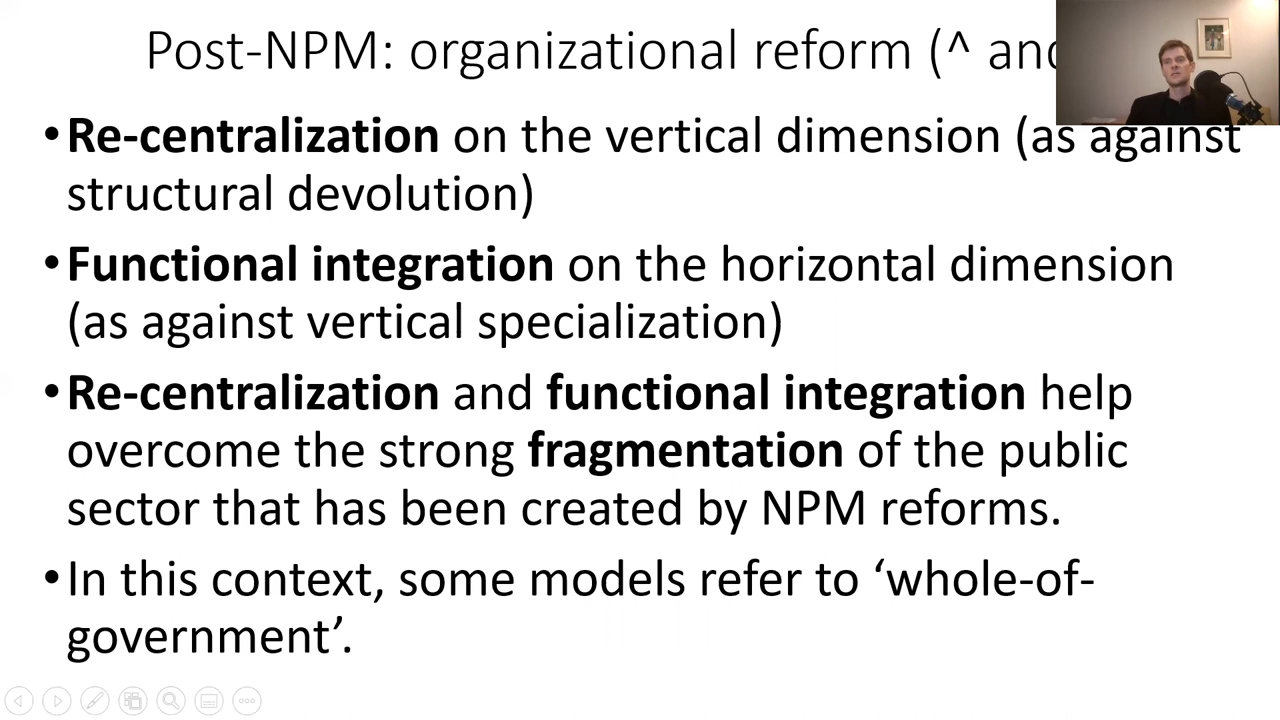 Post-NPM: organizational reform (^ and
•Re-centralization on the vertical dimension (as against
structural devolution)
•Functional integration on the horizontal dimension
(as against vertical specialization)
•Re-centralization and functional integration help
overcome the strong fragmentation of the public
sector that has been created by NPM reforms.
•In this context, some models refer to ‘whole-of-
government’.